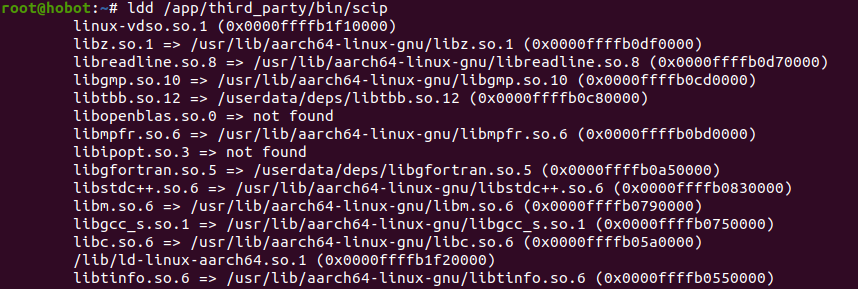 root@hobot:~# ldd /app/third_party/bin/scip
linux-vdso.so.1 (0x0000ffffb1f10000)
libz.so.1 => /usr/lib/aarch64-linux-gnu/libz.so.1 (0x0000ffffb0df0000)
libreadline.so.8 => /usr/lib/aarch64-linux-gnu/libreadline.so.8 (0x0000ffffb0d70000)
libgmp.so.10 => /usr/lib/aarch64-linux-gnu/libgmp.so.10 (0x0000ffffb0cd0000)
libtbb.so.12 => /userdata/deps/libtbb.so.12 (0x0000ffffb0c80000)
libopenblas.so.0 => not found
libmpfr.so.6 => /usr/lib/aarch64-linux-gnu/libmpfr.so.6 (0x0000ffffb0bd0000)
libipopt.so.3 => not found
libgfortran.so.5 => /userdata/deps/libgfortran.so.5 (0x0000ffffb0a50000)
libstdc++.so.6 => /usr/lib/aarch64-linux-gnu/libstdc++.so.6 (0x0000ffffb0830000)
libm.so.6 => /usr/lib/aarch64-linux-gnu/libm.so.6 (0x0000ffffb0790000)
libgcc_s.so.1 => /usr/lib/aarch64-linux-gnu/libgcc_s.so.1 (0x0000ffffb0750000)
libc.so.6 => /usr/lib/aarch64-linux-gnu/libc.so.6 (0x0000ffffb05a0000)
/lib/ld-linux-aarch64.so.1 (0x0000ffffb1f20000)
libtinfo.so.6 => /usr/lib/aarch64-linux-gnu/libtinfo.so.6 (0x0000ffffb0550000)